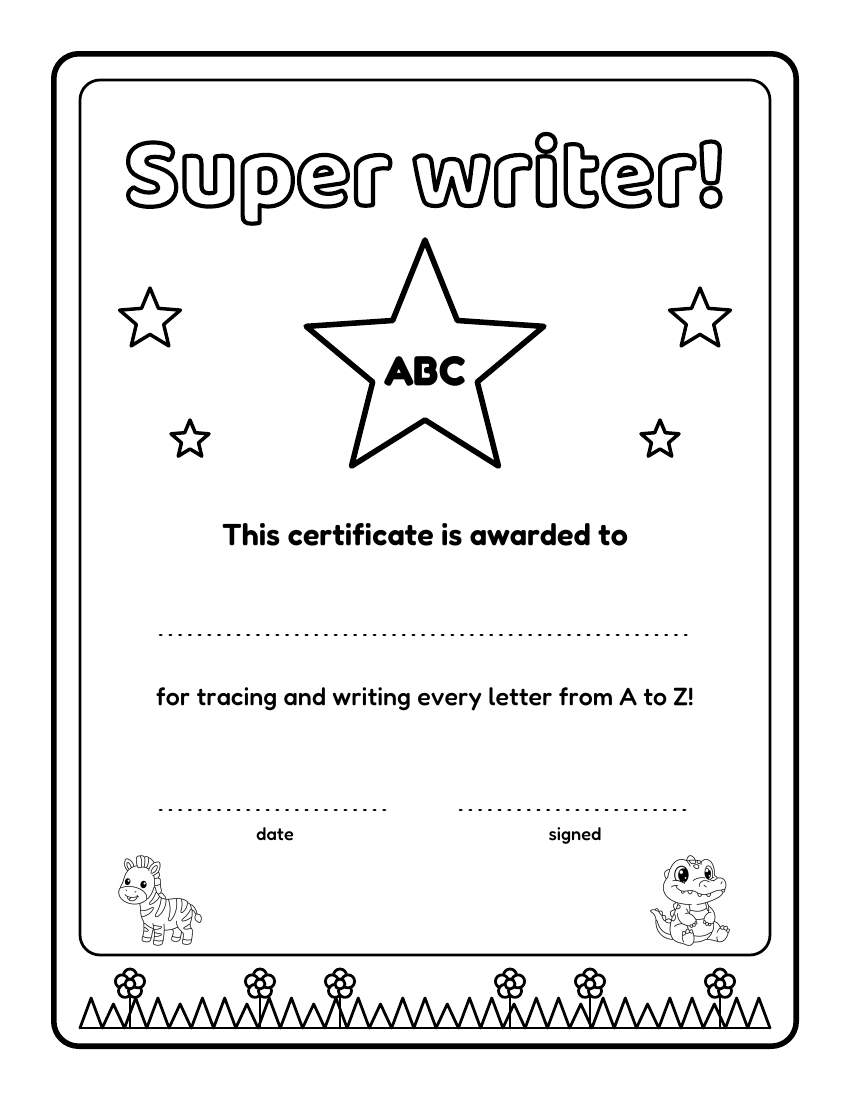 Super writer!
ABC
This certificate is awarded to
for tracing and writing every letter from A to Z!
date signed